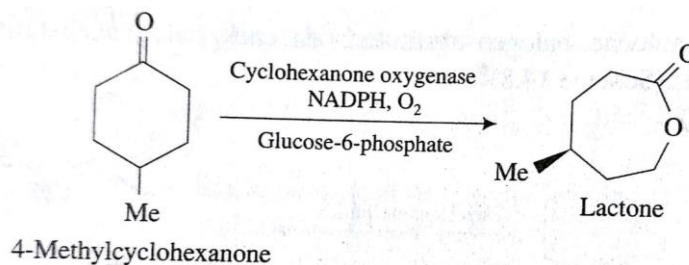 O
O
Cyclohexanone oxygenase
NADPH, O₂
Glucose-6-phosphate
O
Me
Me
Lactone
4-Methylcyclohexanone